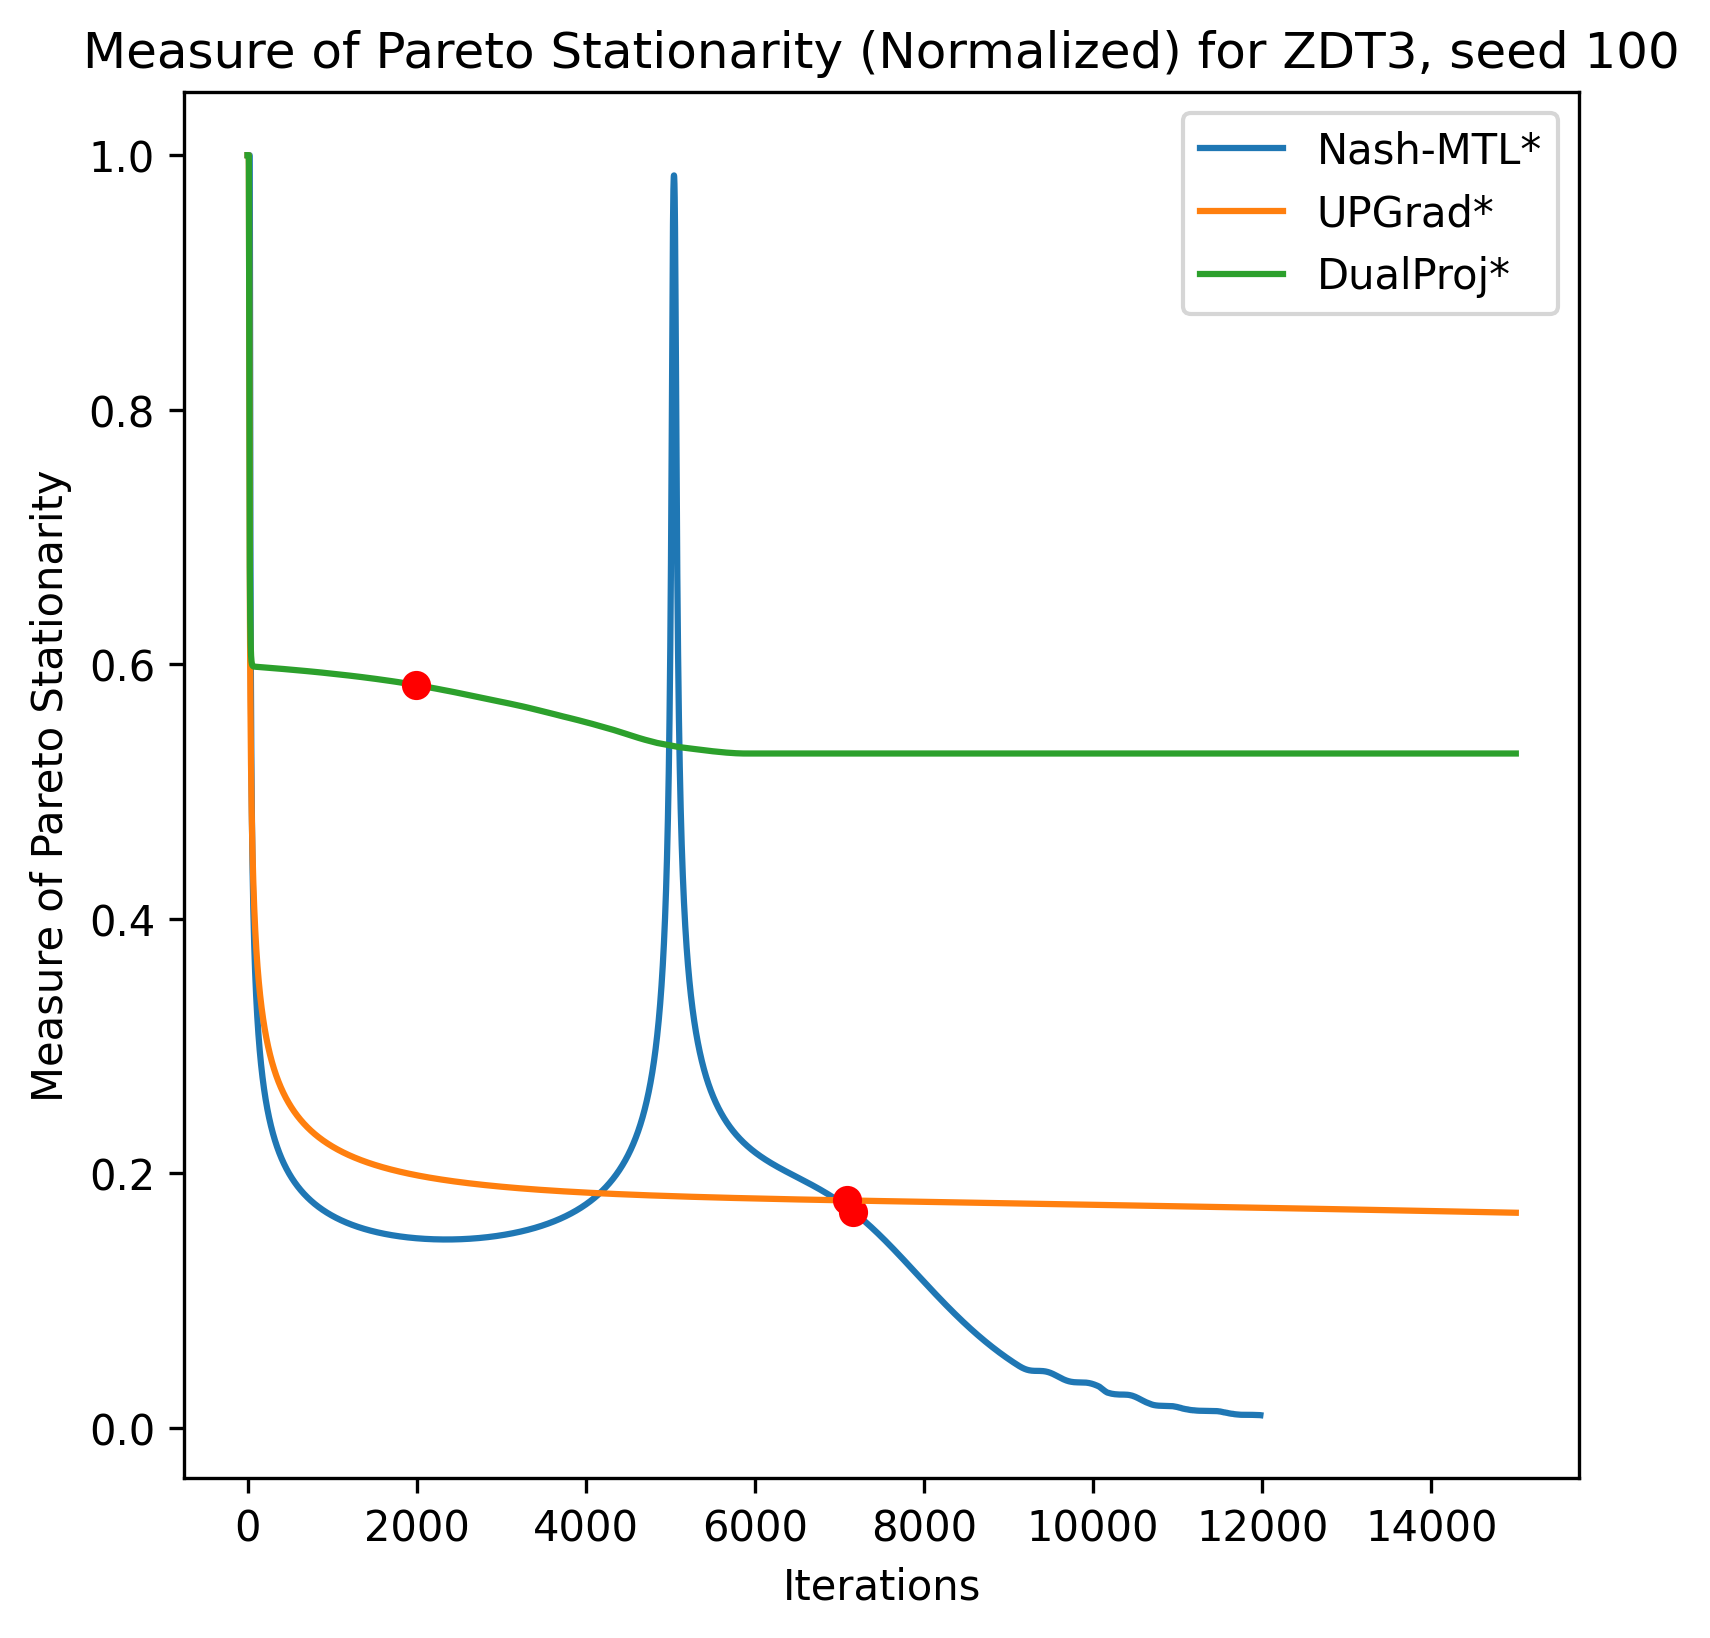 Measure of Pareto Stationarity (Normalized) for ZDT3, seed 100
Nash-MTL*
UPGrad*
DualProj*
Measure of Pareto Stationarity
1.0
0.8
0.6
0.4
0.2
0.0
0 2000 4000 6000 8000 10000 12000 14000
Iterations